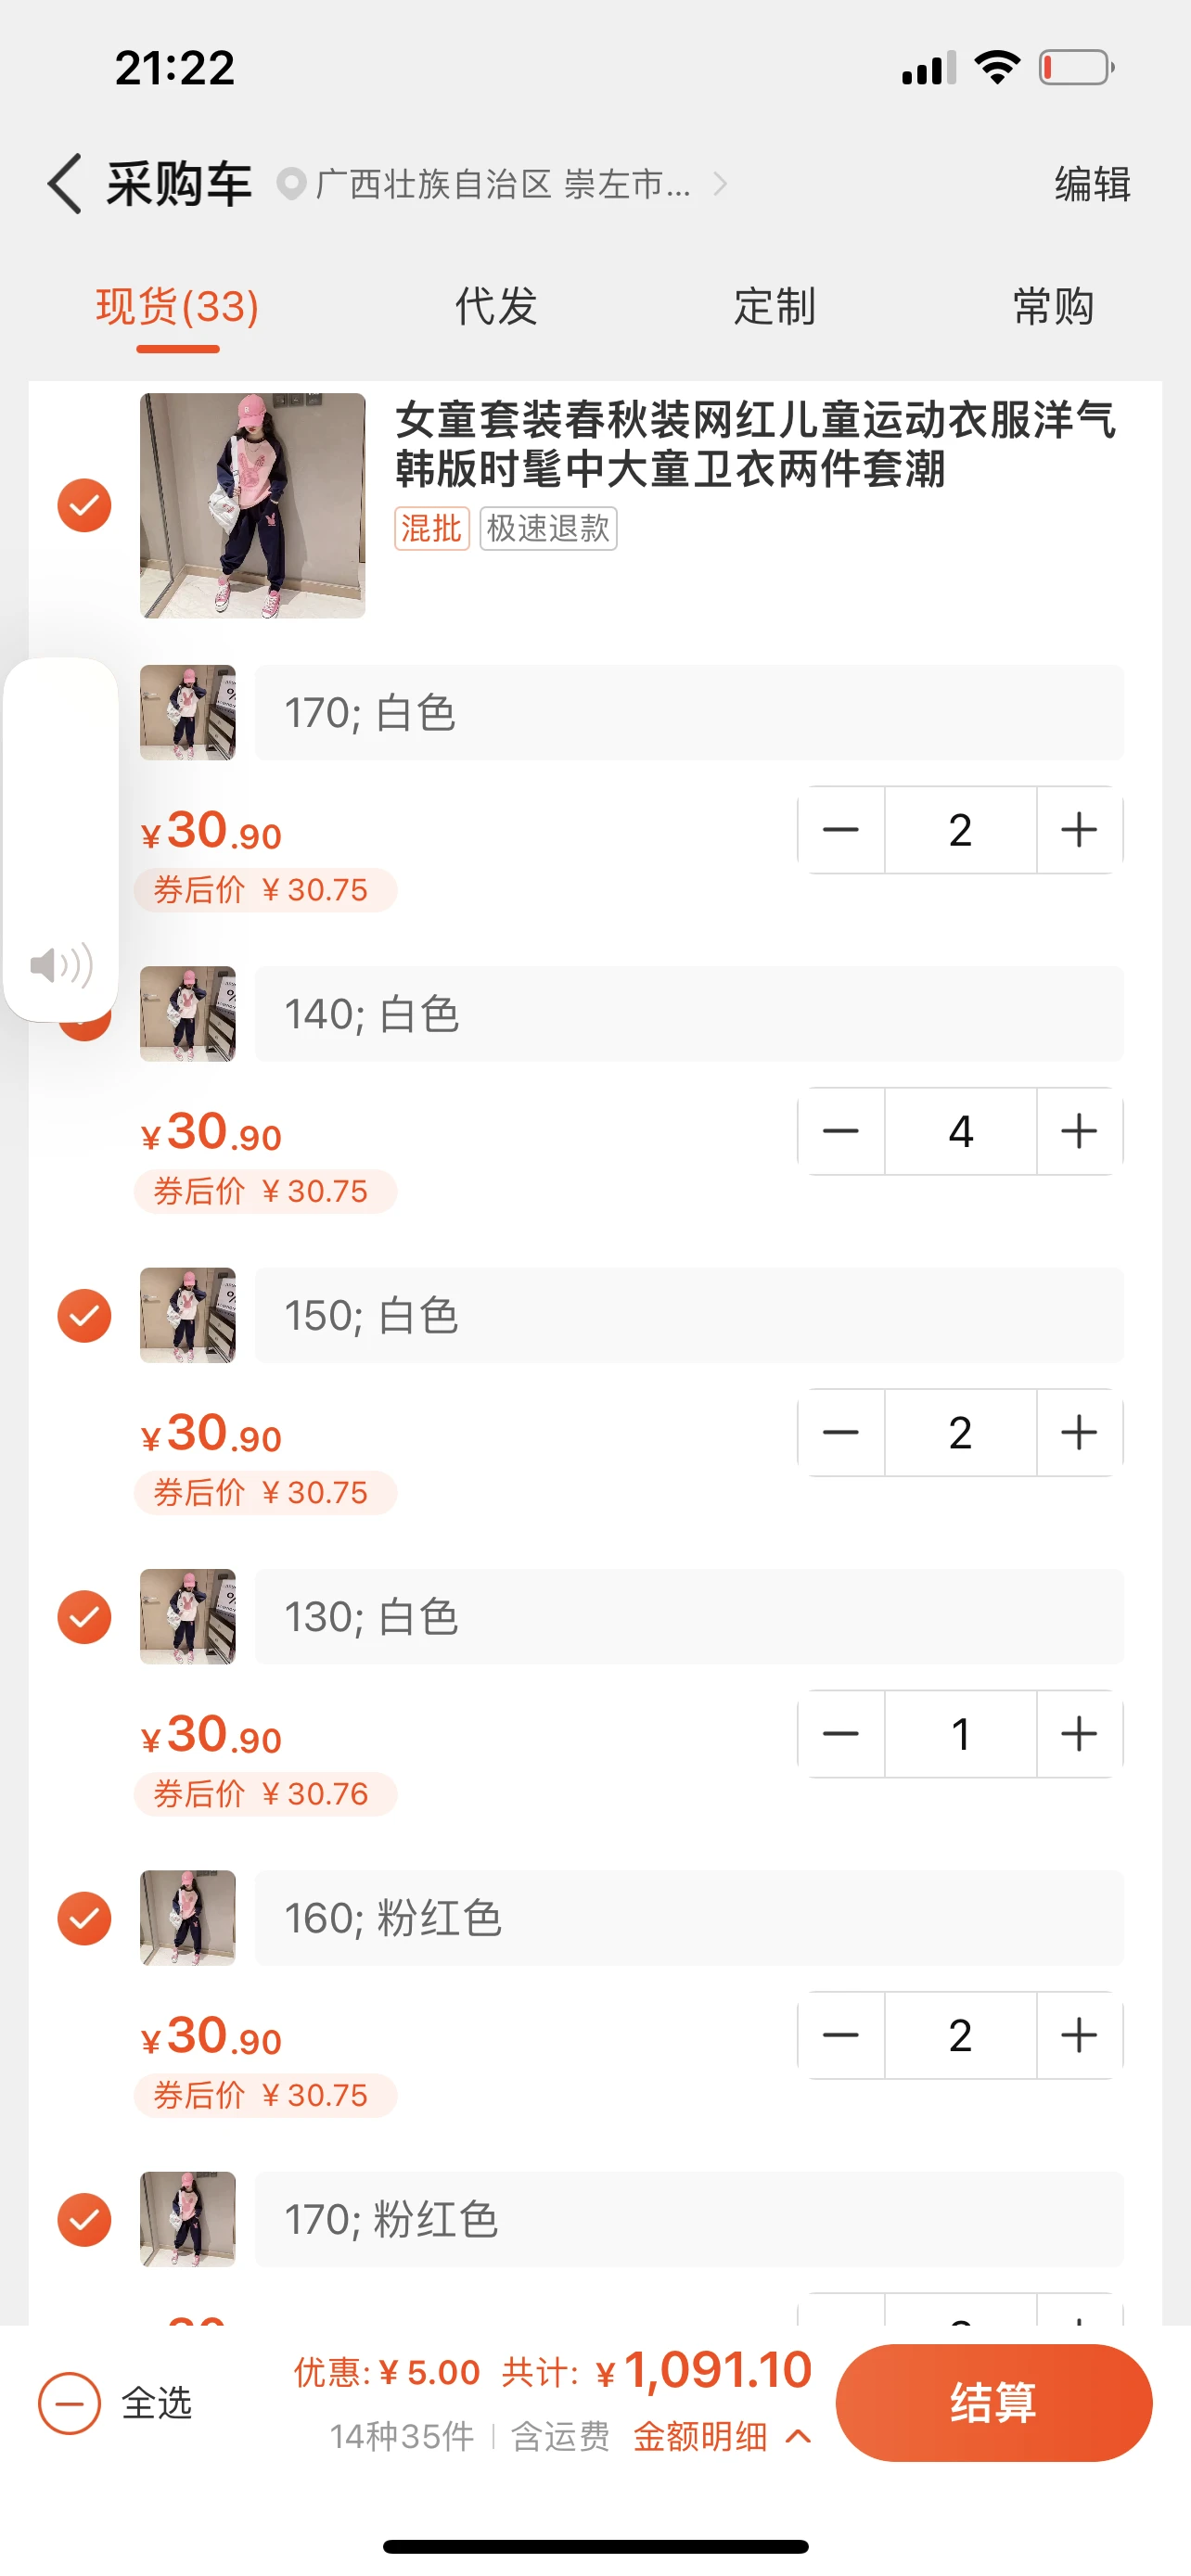 21:22
采购车
广西壮族自治区 崇左市...
编辑
现货(33)
代发
定制
常购
女童套装春秋装网红儿童运动衣服洋气
韩版时髦中大童卫衣两件套潮
混批 极速退款
170; 白色
¥30.90
2
券后价 ¥30.75
140; 白色
¥30.90
4
券后价 ¥30.75
150; 白色
¥30.90
2
券后价 ¥30.75
130; 白色
¥30.90
1
券后价 ¥30.76
160; 粉红色
¥30.90
2
券后价 ¥30.75
170; 粉红色
优惠: ¥5.00 共计: ¥1,091.10
全选
14种35件 | 含运费 金额明细
结算